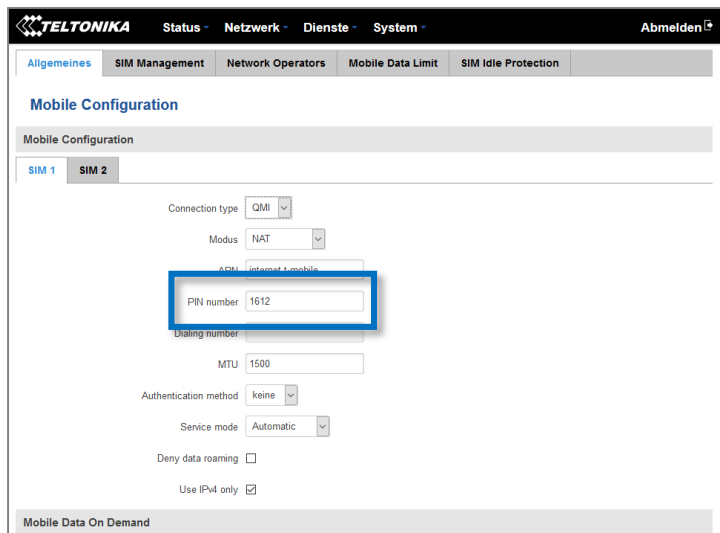 TELTONIKA Status Netzwerk Dienste System Abmelden
Allgemeines SIM Management Network Operators Mobile Data Limit SIM Idle Protection
Mobile Configuration
Mobile Configuration
SIM 1 SIM 2
Connection type QMI
Modus NAT
APN internet.t-mobile
PIN number 1612
Dialing number
MTU 1500
Authentication method keine
Service mode Automatic
Deny data roaming
Use IPv4 only
Mobile Data On Demand